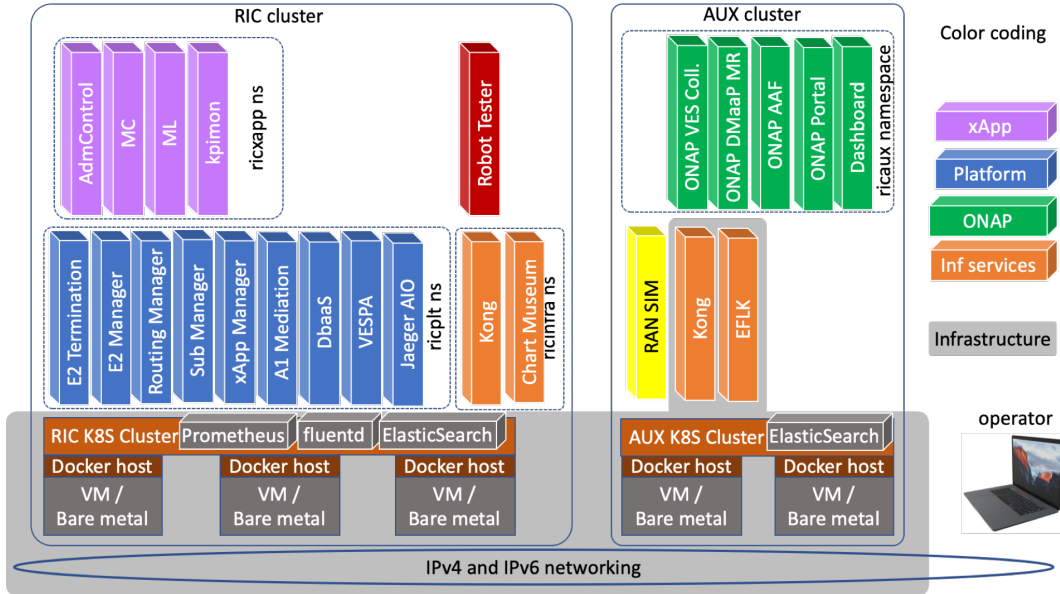 RIC cluster
AUX cluster
Color coding
AdmControl
MC
ML
kpimon
ricxapp ns
Robot Tester
ONAP VES Coll.
ONAP DMaaP MR
ONAP AAF
ONAP Portal
Dashboard
ricaux namespace
xApp
Platform
ONAP
Inf services
Infrastructure
E2 Termination
E2 Manager
Routing Manager
Sub Manager
xApp Manager
A1 Mediation
DbaaS
VESPA
Jaeger AIO
ricplt ns
Kong
Chart Museum
ricinfra ns
RAN SIM
Kong
EFLK
RIC K8S Cluster
Prometheus
fluentd
ElasticSearch
AUX K8S Cluster
ElasticSearch
operator
Docker host
Docker host
Docker host
Docker host
Docker host
VM /
Bare metal
VM /
Bare metal
VM /
Bare metal
VM /
Bare metal
VM /
Bare metal
IPv4 and IPv6 networking